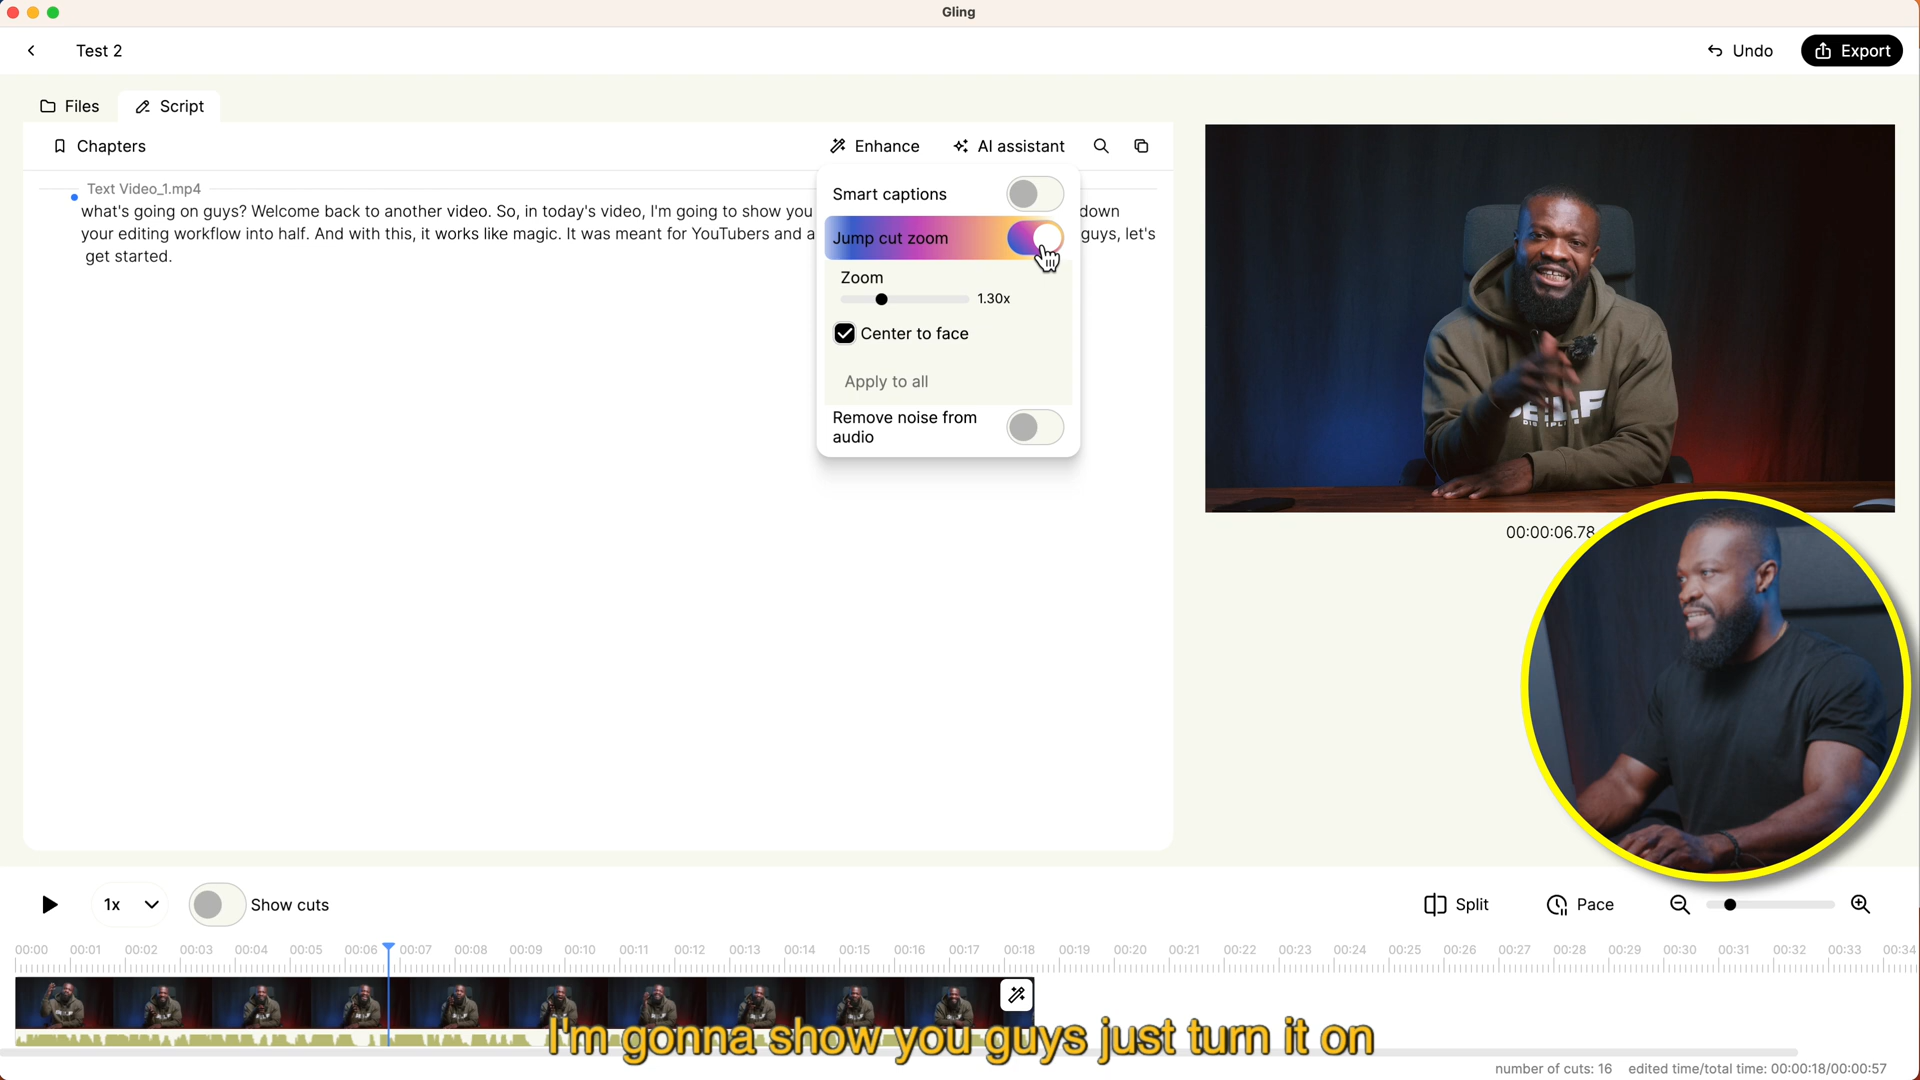 Gling
Test 2
Undo
Export
Files
Script
Chapters
Enhance
AI assistant
Text Video_1.mp4
what's going on guys? Welcome back to another video. So, in today's video, I'm going to show you
down
your editing workflow into half. And with this, it works like magic. It was meant for YouTubers and a
guys, let's
get started.
Smart captions
Jump cut zoom
Zoom
1.30x
Center to face
Apply to all
Remove noise from
audio
00:00:06.78
1x
Show cuts
Split
Pace
00:00 00:01 00:02 00:03 00:04 00:05 00:06 00:07 00:08 00:09 00:10 00:11 00:12 00:13 00:14 00:15 00:16 00:17 00:18 00:19 00:20 00:21 00:22 00:23 00:24 00:25 00:26 00:27 00:28 00:29 00:30 00:31 00:32 00:33 00:34
I'm gonna show you guys just turn it on
number of cuts: 16 edited time/total time: 00:00:18/00:00:57